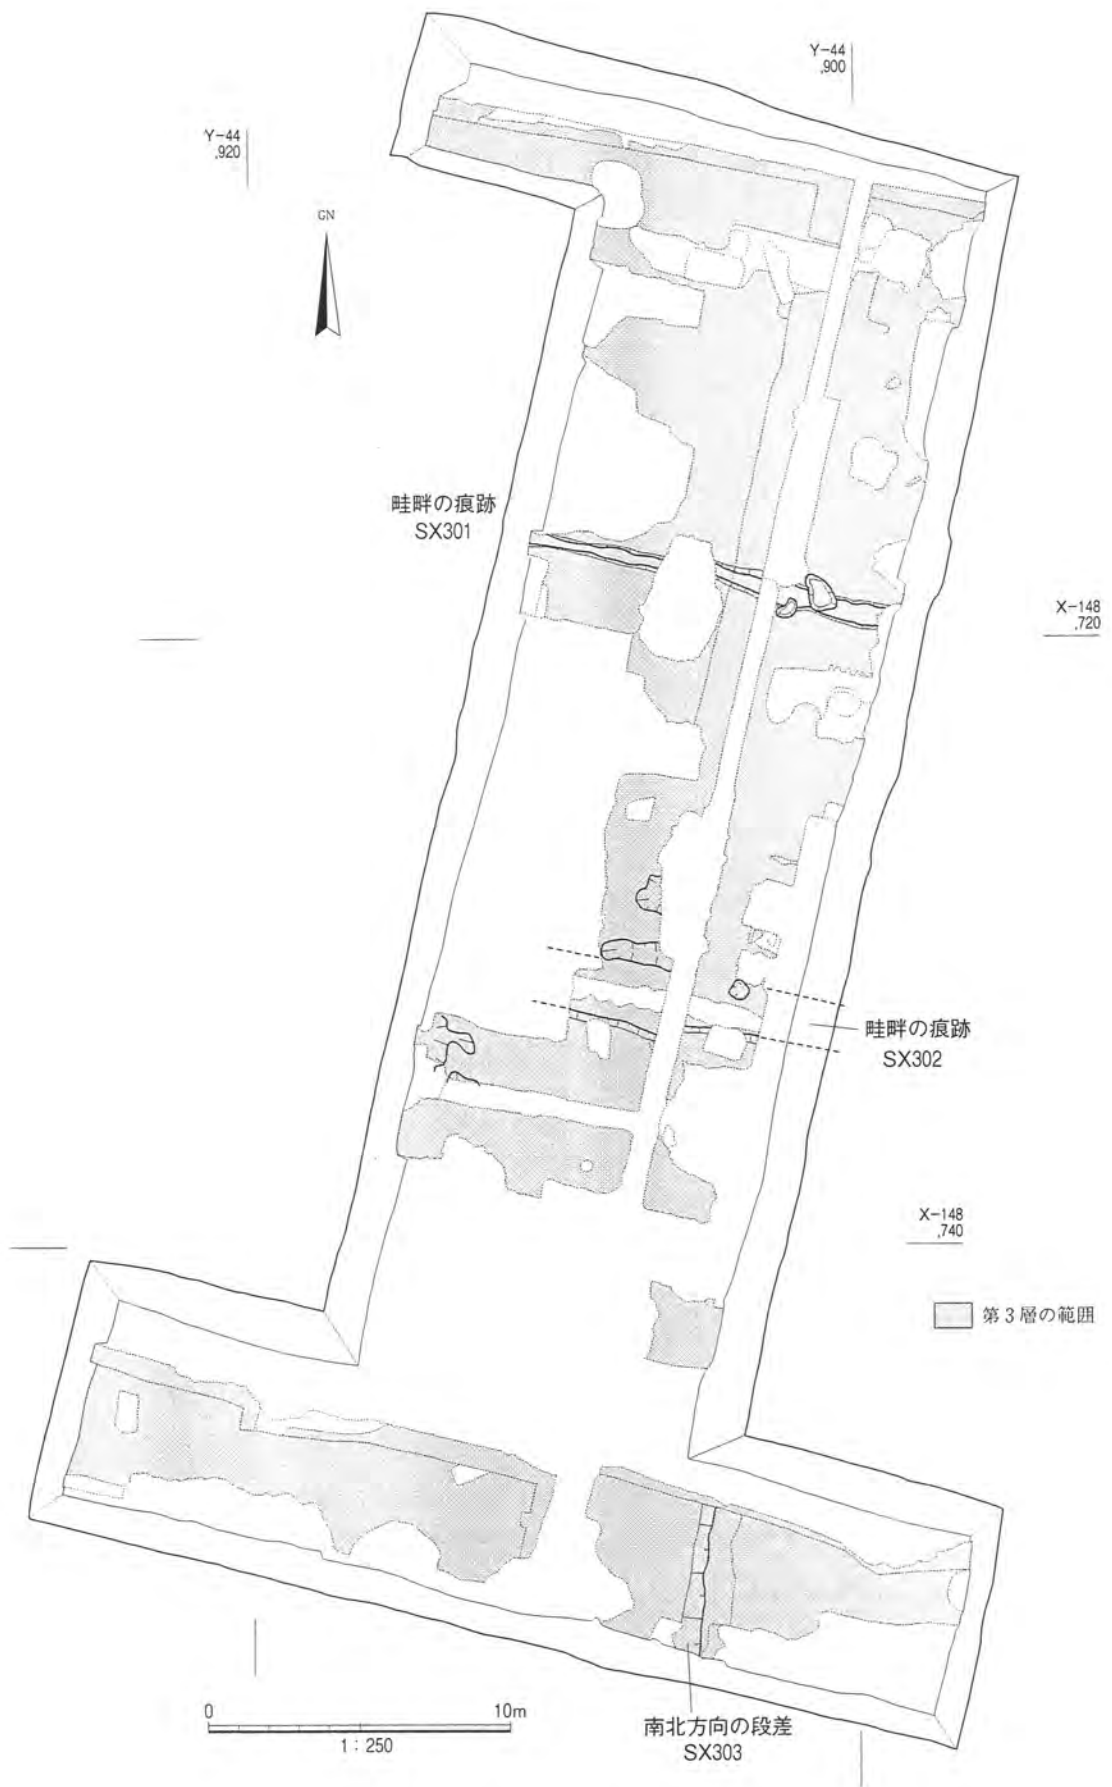 Y-44
,900
Y-44
,920
GN
畦畔の痕跡
SX301
X-148
,720
畦畔の痕跡
SX302
X-148
,740
第3層の範囲
0 10m
1：250
南北方向の段差
SX303